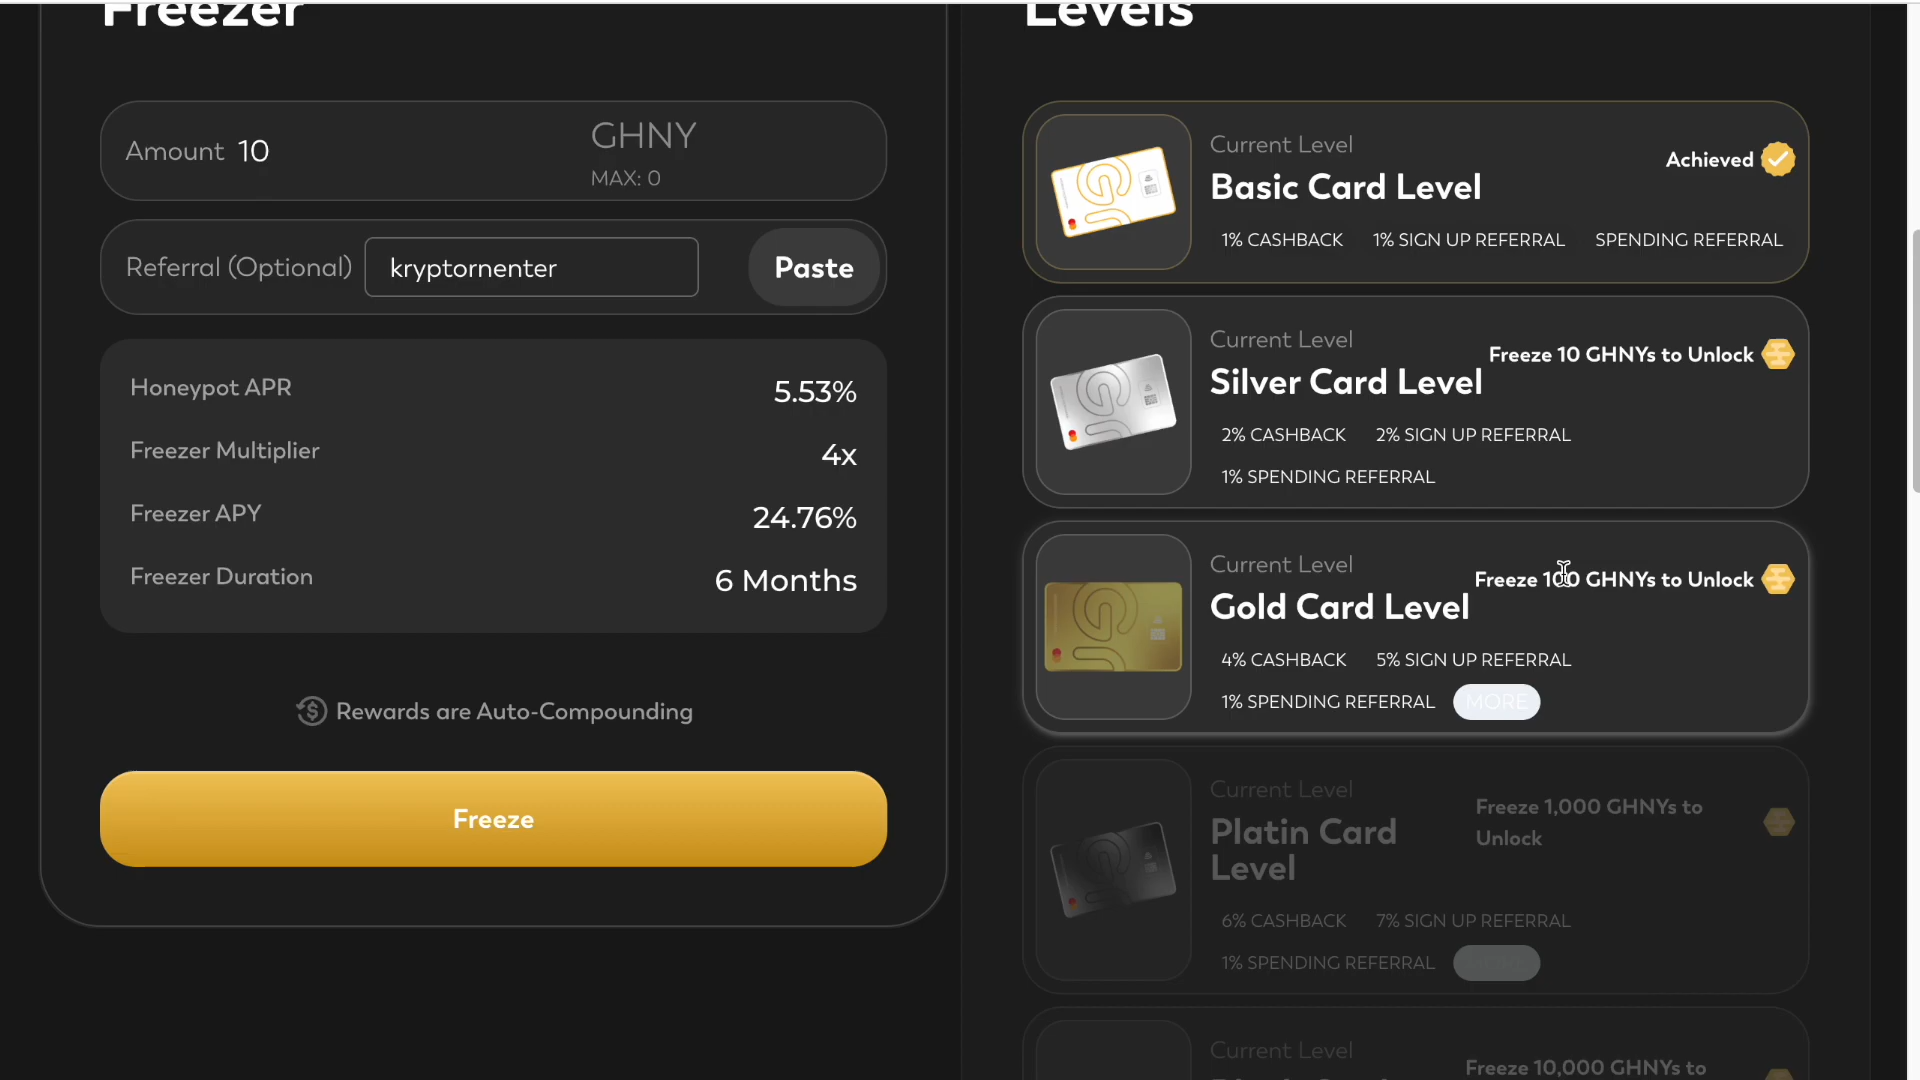 Freezer
Amount 10
GHNY
MAX: 0
Referral (Optional) kryptornenter Paste
Honeypot APR 5.53%
Freezer Multiplier 4x
Freezer APY 24.76%
Freezer Duration 6 Months
Rewards are Auto-Compounding
Freeze
Levels
Current Level
Basic Card Level
Achieved
1% CASHBACK 1% SIGN UP REFERRAL SPENDING REFERRAL
Current Level
Silver Card Level
Freeze 10 GHNYs to Unlock
2% CASHBACK 2% SIGN UP REFERRAL
1% SPENDING REFERRAL
Current Level
Gold Card Level
Freeze 100 GHNYs to Unlock
4% CASHBACK 5% SIGN UP REFERRAL
1% SPENDING REFERRAL MORE
Current Level
Platin Card
Level
Freeze 1,000 GHNYs to
Unlock
6% CASHBACK 7% SIGN UP REFERRAL
1% SPENDING REFERRAL
Current Level
Freeze 10,000 GHNYs to